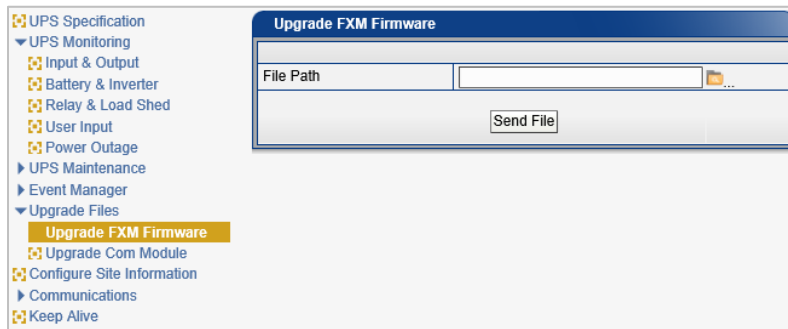 UPS Specification
UPS Monitoring
Input & Output
Battery & Inverter
Relay & Load Shed
User Input
Power Outage
UPS Maintenance
Event Manager
Upgrade Files
Upgrade FXM Firmware
Upgrade Com Module
Configure Site Information
Communications
Keep Alive
Upgrade FXM Firmware
File Path
...
Send File